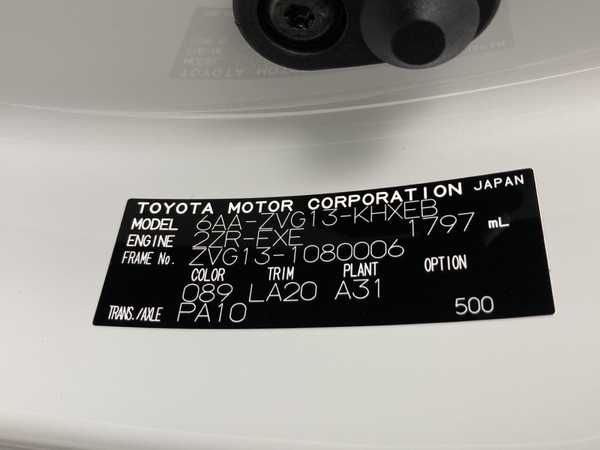 TOYOTA MOTOR CORPORATION JAPAN
MODEL 6AA-ZVG13-KHXEB
ENGINE 2ZR-EXE 1797 mL
FRAME No. ZVG13-1080006
COLOR TRIM PLANT OPTION
089 LA20 A31
TRANS./AXLE PA10 500